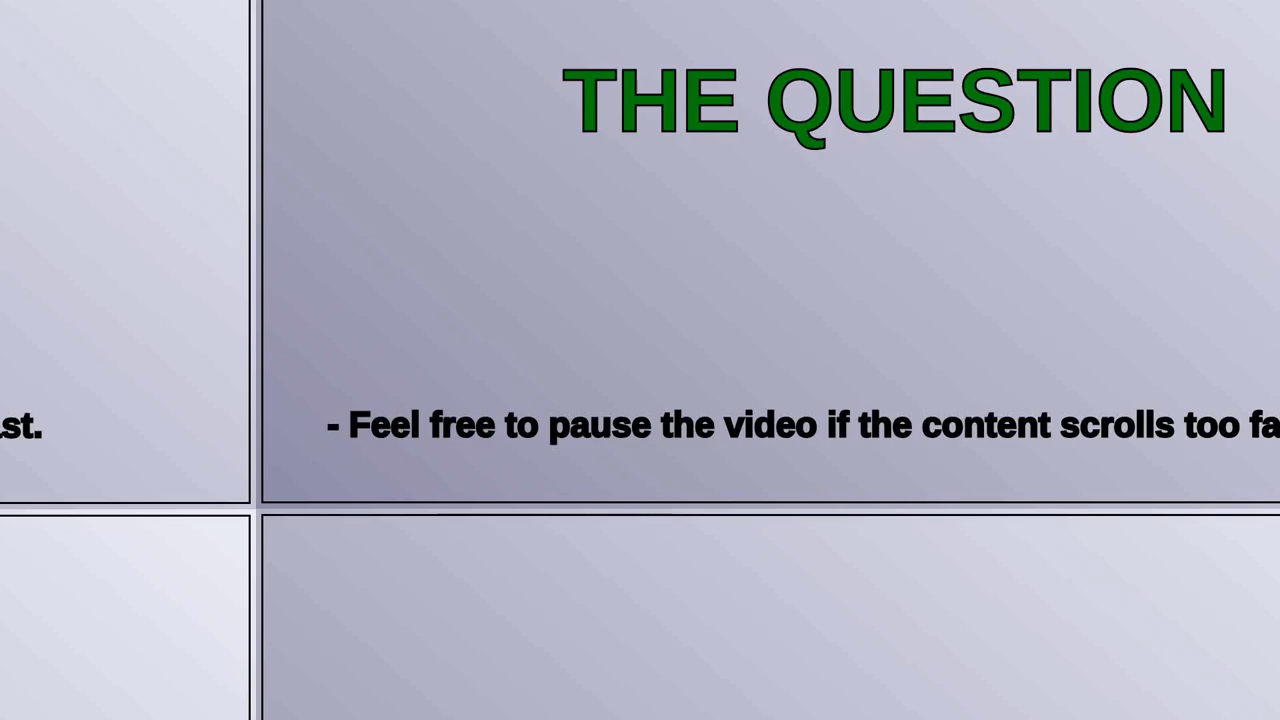 THE QUESTION
st.
- Feel free to pause the video if the content scrolls too fa